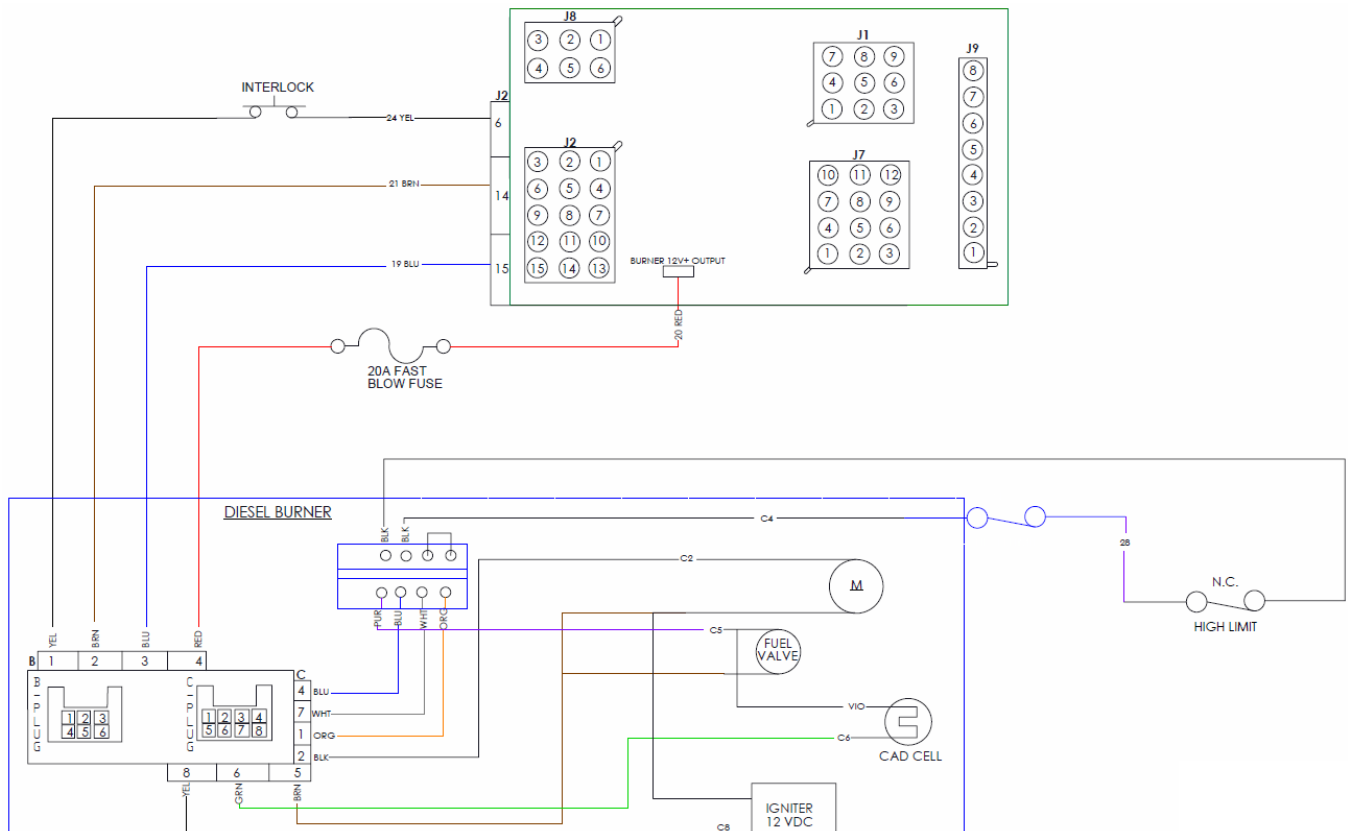 J8
3 2 1
4 5 6
J1
7 8 9
4 5 6
1 2 3
J9
8
7
6
5
4
3
2
1
INTERLOCK
24 YEL
J2
6
14
15
J2
3 2 1
6 5 4
9 8 7
12 11 10
15 14 13
J7
10 11 12
7 8 9
4 5 6
1 2 3
21 BRN
19 BLU
BURNER 12V+ OUTPUT
20 RED
20A FAST
BLOW FUSE
DIESEL BURNER
BLK
BLK
C4
28
N.C.
HIGH LIMIT
C2
M
PUR
BLU
WHT
ORG
C5
FUEL
VALVE
YEL
BRN
BLU
RED
B 1 2 3 4
B-PLUG
1 2 3
4 5 6
C-PLUG
1 2 3 4
5 6 7 8
C
4 BLU
7 WHT
1 ORG
2 BLK
8 6 5
YEL
GRN
BRN
VIO
C6
CAD CELL
IGNITER
12 VDC
C8